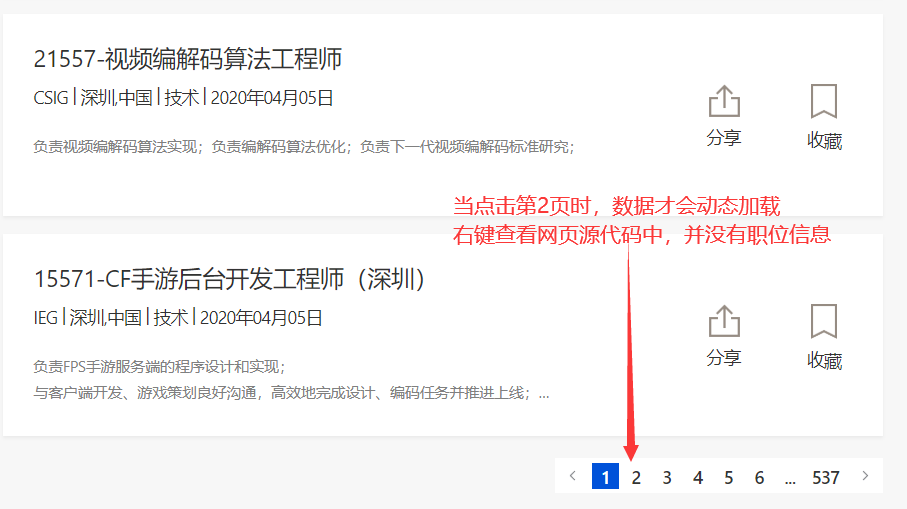 21557-视频编解码算法工程师
CSIG | 深圳,中国 | 技术 | 2020年04月05日
分享
收藏
负责视频编解码算法实现；负责编解码算法优化；负责下一代视频编解码标准研究；
当点击第2页时，数据才会动态加载
右键查看网页源代码中，并没有职位信息
15571-CF手游后台开发工程师（深圳）
IEG | 深圳,中国 | 技术 | 2020年04月05日
分享
收藏
负责FPS手游服务端的程序设计和实现；
与客户端开发、游戏策划良好沟通，高效地完成设计、编码任务并推进上线；...
< 1 2 3 4 5 6 ... 537 >